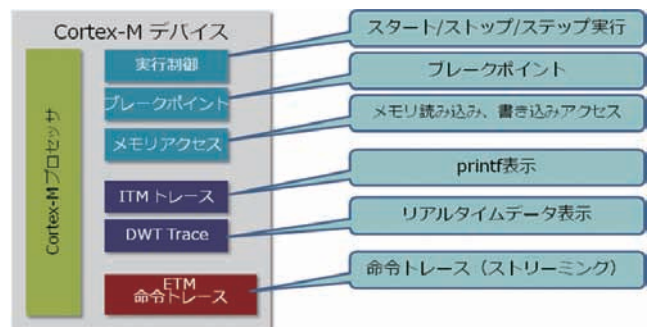 Cortex-M デバイス
Cortex-Mプロセッサ
実行制御
スタート/ストップ/ステップ実行
ブレークポイント
ブレークポイント
メモリアクセス
メモリ読み込み、書き込みアクセス
ITM トレース
printf表示
DWT Trace
リアルタイムデータ表示
ETM
命令トレース
命令トレース（ストリーミング）